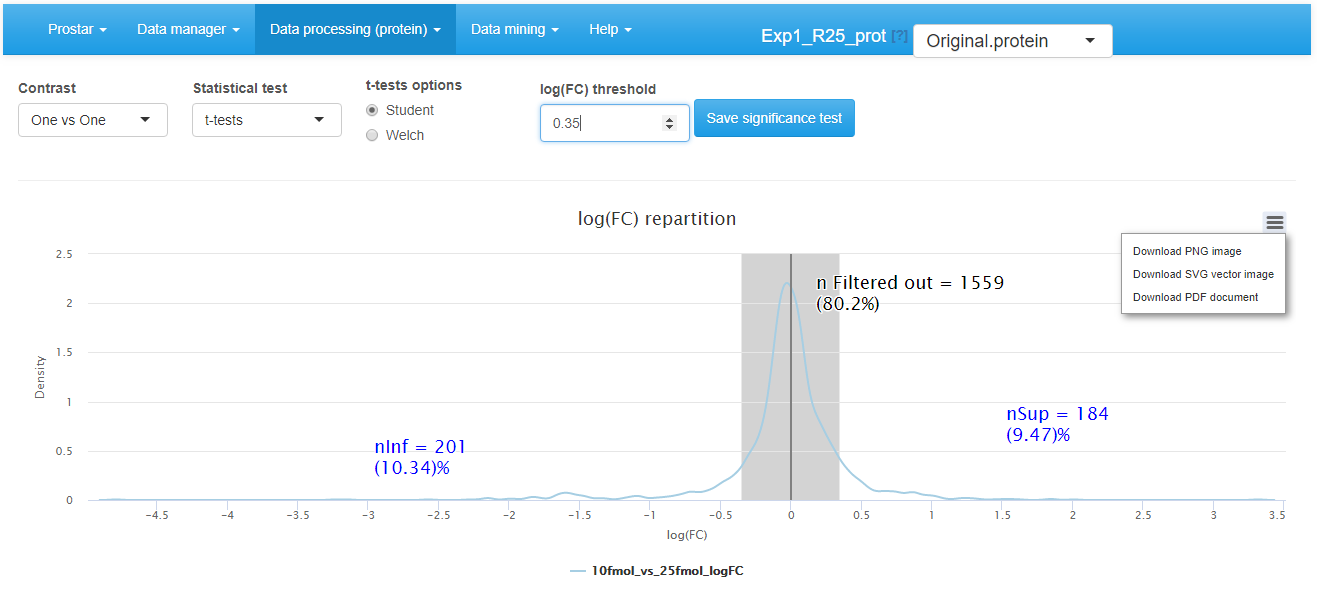 Prostar
Data manager
Data processing (protein)
Data mining
Help
Exp1_R25_prot [?]
Original.protein
Contrast
One vs One
Statistical test
t-tests
t-tests options
Student
Welch
log(FC) threshold
0.35
Save significance test
log(FC) repartition
Download PNG image
Download SVG vector image
Download PDF document
n Filtered out = 1559
(80.2%)
nSup = 184
(9.47)%
nInf = 201
(10.34)%
Density
2.5
2
1.5
1
0.5
0
-4.5 -4 -3.5 -3 -2.5 -2 -1.5 -1 -0.5 0 0.5 1 1.5 2 2.5 3 3.5
log(FC)
10fmol_vs_25fmol_logFC